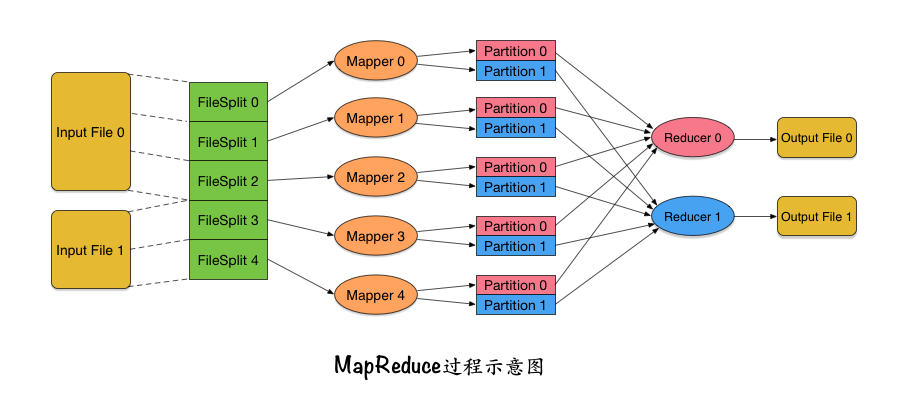 Input File 0
Input File 1
FileSplit 0
FileSplit 1
FileSplit 2
FileSplit 3
FileSplit 4
Mapper 0
Mapper 1
Mapper 2
Mapper 3
Mapper 4
Partition 0
Partition 1
Partition 0
Partition 1
Partition 0
Partition 1
Partition 0
Partition 1
Partition 0
Partition 1
Reducer 0
Reducer 1
Output File 0
Output File 1
MapReduce过程示意图